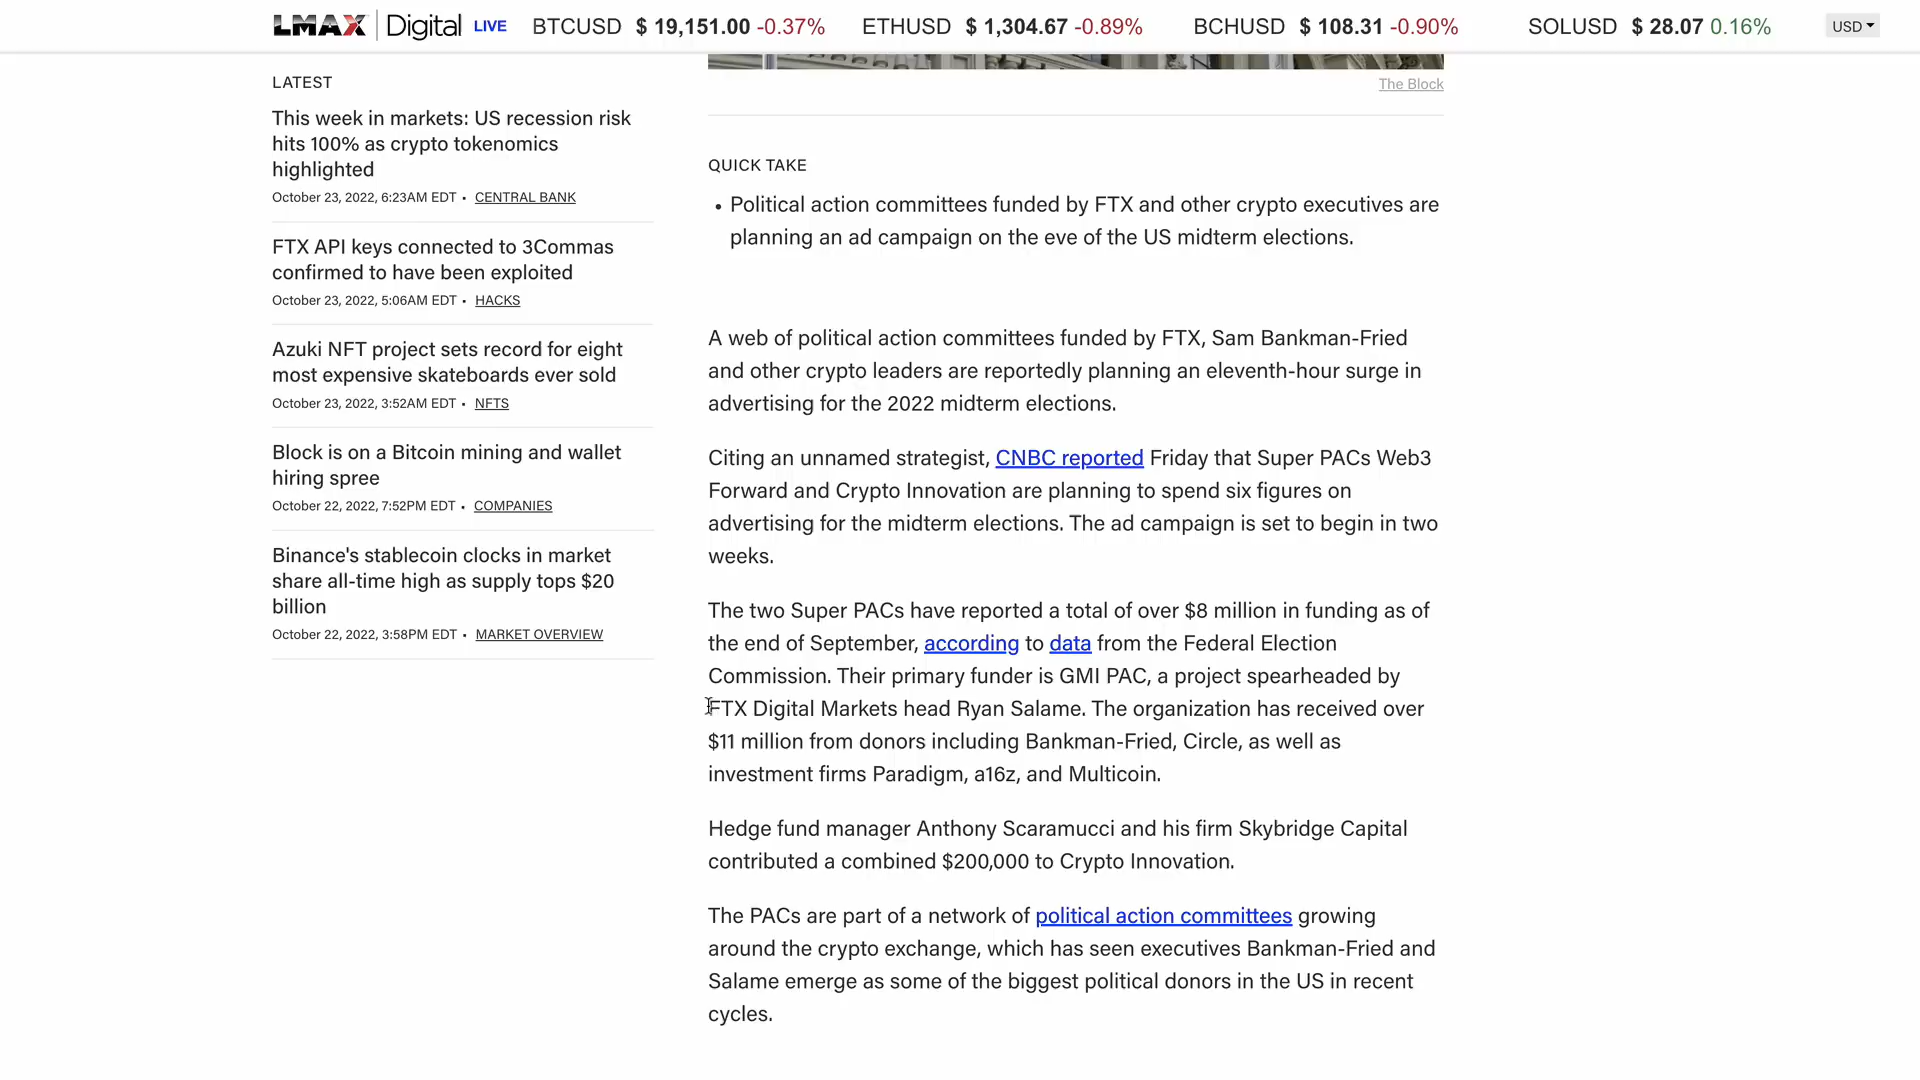 LMAX Digital LIVE BTCUSD $ 19,151.00 -0.37% ETHUSD $ 1,304.67 -0.89% BCHUSD $ 108.31 -0.90% SOLUSD $ 28.07 0.16% USD
LATEST
This week in markets: US recession risk
hits 100% as crypto tokenomics
highlighted
October 23, 2022, 6:23AM EDT • CENTRAL BANK
FTX API keys connected to 3Commas
confirmed to have been exploited
October 23, 2022, 5:06AM EDT • HACKS
Azuki NFT project sets record for eight
most expensive skateboards ever sold
October 23, 2022, 3:52AM EDT • NFTS
Block is on a Bitcoin mining and wallet
hiring spree
October 22, 2022, 7:52PM EDT • COMPANIES
Binance's stablecoin clocks in market
share all-time high as supply tops $20
billion
October 22, 2022, 3:58PM EDT • MARKET OVERVIEW
The Block
QUICK TAKE
• Political action committees funded by FTX and other crypto executives are
planning an ad campaign on the eve of the US midterm elections.
A web of political action committees funded by FTX, Sam Bankman-Fried
and other crypto leaders are reportedly planning an eleventh-hour surge in
advertising for the 2022 midterm elections.
Citing an unnamed strategist, CNBC reported Friday that Super PACs Web3
Forward and Crypto Innovation are planning to spend six figures on
advertising for the midterm elections. The ad campaign is set to begin in two
weeks.
The two Super PACs have reported a total of over $8 million in funding as of
the end of September, according to data from the Federal Election
Commission. Their primary funder is GMI PAC, a project spearheaded by
FTX Digital Markets head Ryan Salame. The organization has received over
$11 million from donors including Bankman-Fried, Circle, as well as
investment firms Paradigm, a16z, and Multicoin.
Hedge fund manager Anthony Scaramucci and his firm Skybridge Capital
contributed a combined $200,000 to Crypto Innovation.
The PACs are part of a network of political action committees growing
around the crypto exchange, which has seen executives Bankman-Fried and
Salame emerge as some of the biggest political donors in the US in recent
cycles.